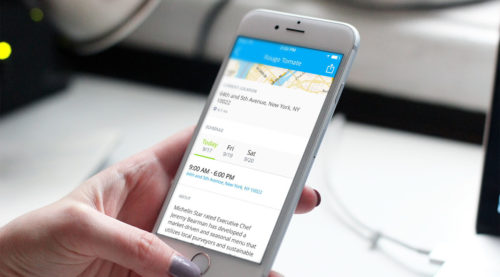 2:00 PM
Rouge Tomate
CURRENT LOCATION
64th and 5th Avenue, New York, NY
10022
SCHEDULE
Today
Fri
Sat
9/17
9/19
9/20
9:00 AM - 6:00 PM
64th and 5th Avenue, New York, NY 10022
ABOUT
Michelin Star rated Executive Chef
Jeremy Bearman has developed a
market-driven and seasonal menu that
utilizes local purveyors and sustainable